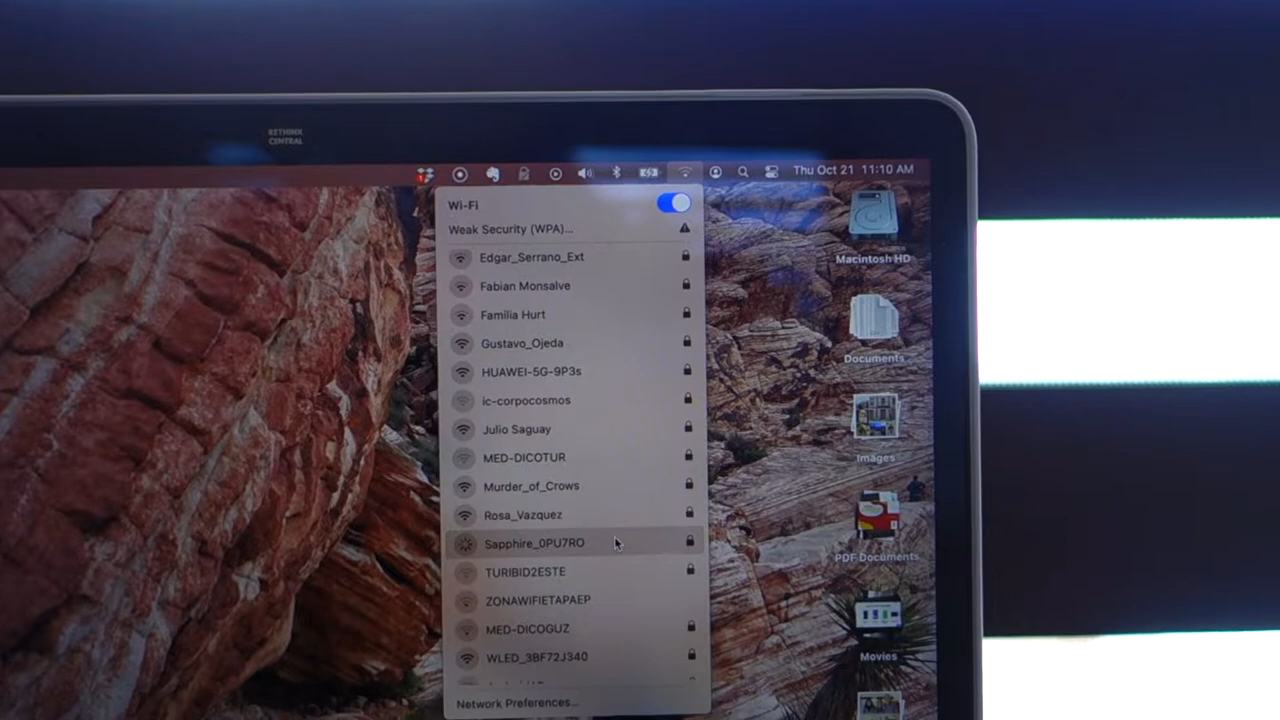 RETHINK
CENTRAL
Thu Oct 21 11:10 AM
Wi-Fi
Weak Security (WPA)...
Edgar_Serrano_Ext
Fabian Monsalve
Familia Hurt
Gustavo_Ojeda
HUAWEI-5G-9P3s
ic-corpocosmos
Julio Saguay
MED-DICOTUR
Murder_of_Crows
Rosa_Vazquez
Sapphire_0PU7RO
TURIBID2ESTE
ZONAWIFIETAPAEP
MED-DICOGUZ
WLED_3BF72J340
Network Preferences...
Macintosh HD
Documents
Images
PDF Documents
Movies